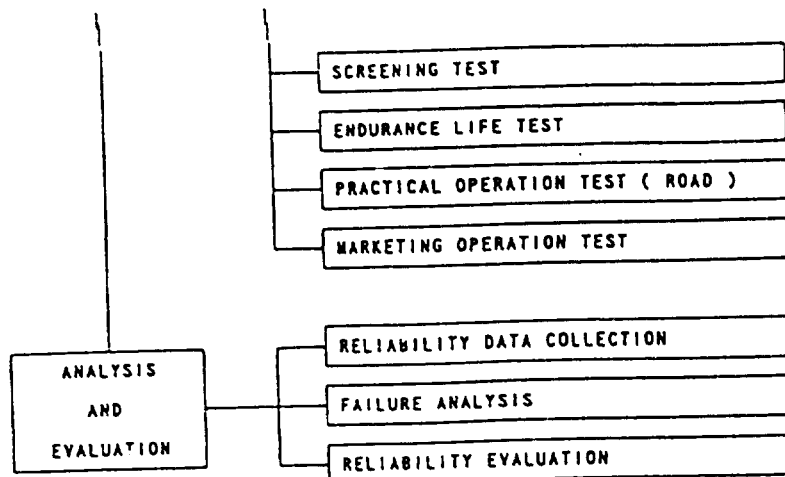 SCREENING TEST
ENDURANCE LIFE TEST
PRACTICAL OPERATION TEST ( ROAD )
MARKETING OPERATION TEST
RELIABILITY DATA COLLECTION
ANALYSIS
AND
EVALUATION
FAILURE ANALYSIS
RELIABILITY EVALUATION